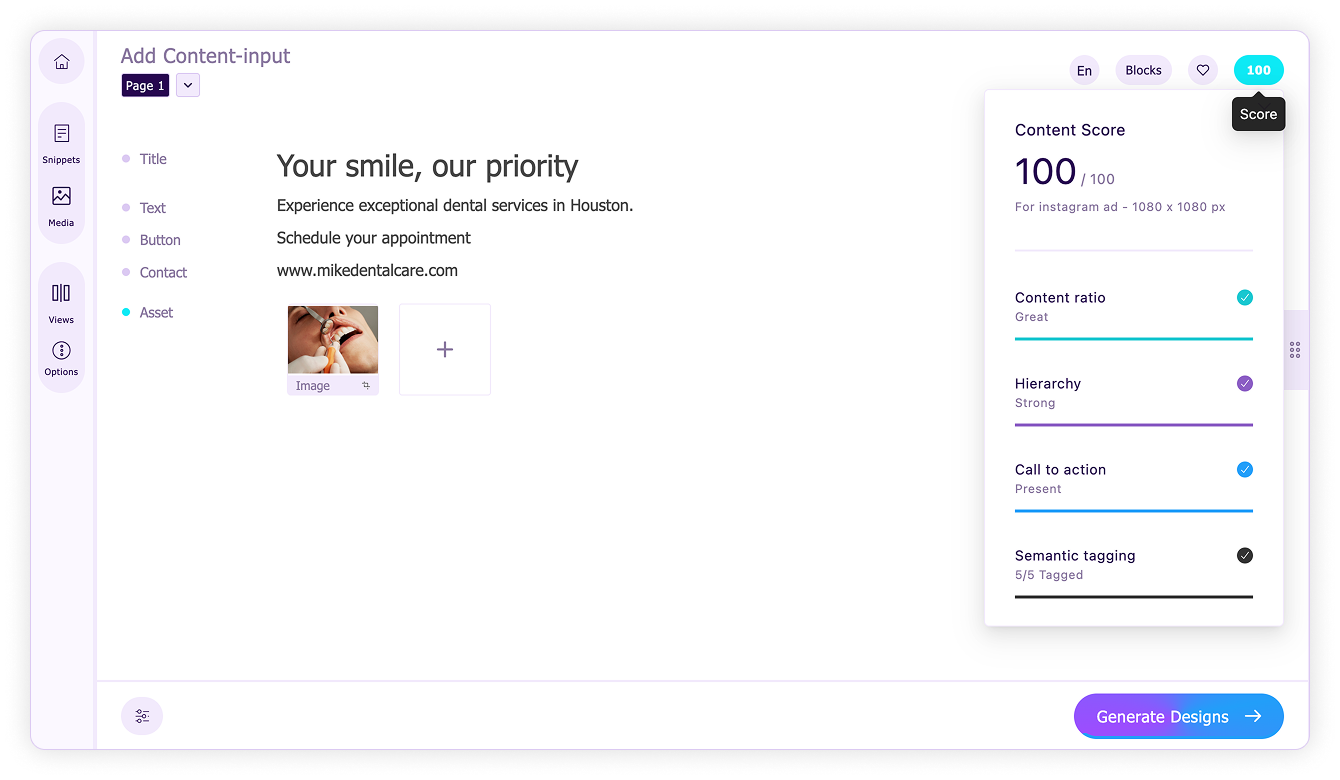 Add Content-input
Page 1
En
Blocks
100
Score
Snippets
Media
Views
Options
Title
Your smile, our priority
Text
Experience exceptional dental services in Houston.
Button
Schedule your appointment
Contact
www.mikedentalcare.com
Asset
Image
Content Score
100 / 100
For instagram ad - 1080 x 1080 px
Content ratio
Great
Hierarchy
Strong
Call to action
Present
Semantic tagging
5/5 Tagged
Generate Designs